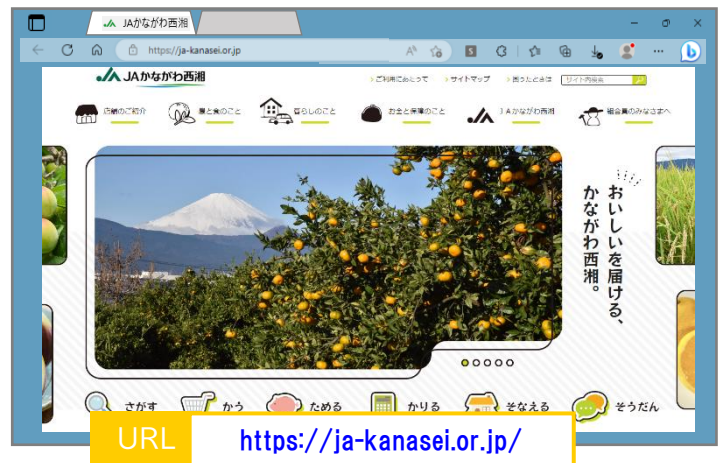 JAかながわ西湘
https://ja-kanasei.or.jp
JAかながわ西湘
ご利用にあたって
サイトマップ
困ったときは
サイト内検索
店舗のご紹介
農と食のこと
暮らしのこと
お金と保障のこと
JAかながわ西湘
組合員のみなさまへ
おいしいを届ける、
かながわ西湘。
さがす
かう
ためる
かりる
そなえる
そうだん
URL
https://ja-kanasei.or.jp/